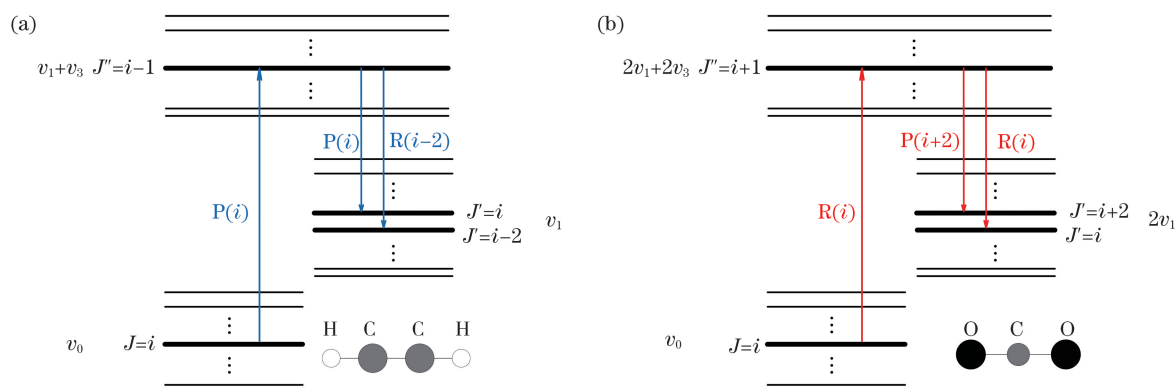 (a)
v₁+v₃ J″=i−1
⋮
⋮
P(i)
P(i)
R(i−2)
⋮
J′=i
J′=i−2
v₁
⋮
⋮
v₀
J=i
⋮
H C C H
(b)
2v₁+2v₃ J″=i+1
⋮
⋮
R(i)
P(i+2)
R(i)
⋮
J′=i+2
J′=i
2v₁
⋮
⋮
v₀
J=i
⋮
O C O